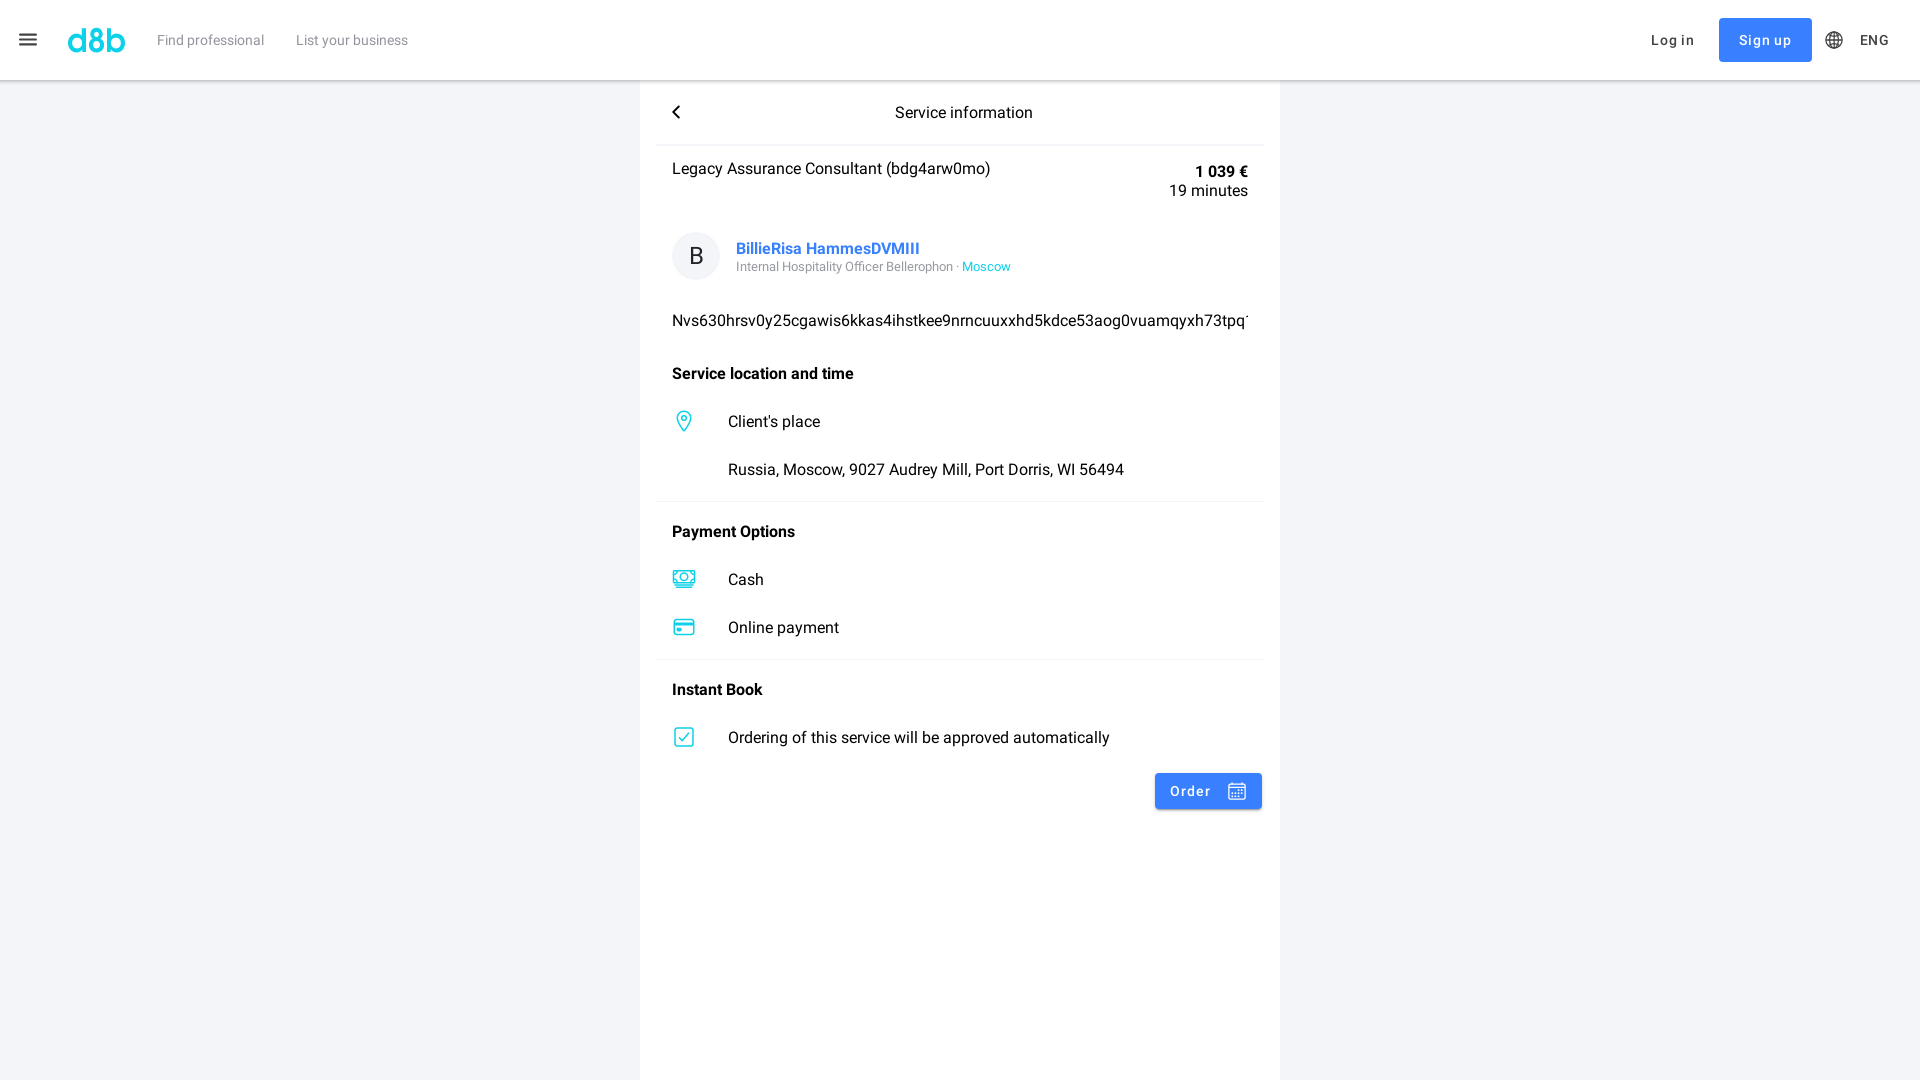 d8b
Find professional
List your business
Log in
Sign up
ENG
Service information
Legacy Assurance Consultant (bdg4arw0mo)
1 039 €
19 minutes
B
BillieRisa HammesDVMIII
Internal Hospitality Officer Bellerophon · Moscow
Nvs630hrsv0y25cgawis6kkas4ihstkee9nrncuuxxhd5kdce53aog0vuamqyxh73tpq
Service location and time
Client's place
Russia, Moscow, 9027 Audrey Mill, Port Dorris, WI 56494
Payment Options
Cash
Online payment
Instant Book
Ordering of this service will be approved automatically
Order